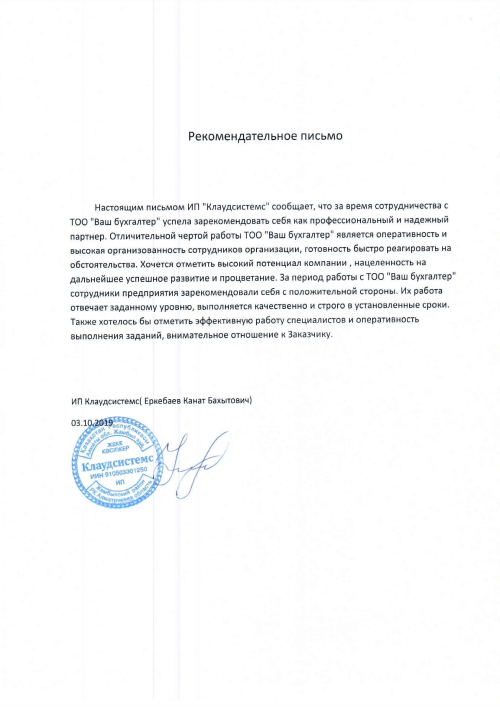 Рекомендательное письмо
Настоящим письмом ИП "Клаудсистемс" сообщает, что за время сотрудничества с
ТОО "Ваш бухгалтер" успела зарекомендовать себя как профессиональный и надежный
партнер. Отличительной чертой работы ТОО "Ваш бухгалтер" является оперативность и
высокая организованность сотрудников организации, готовность быстро реагировать на
обстоятельства. Хочется отметить высокий потенциал компании , нацеленность на
дальнейшее успешное развитие и процветание. За период работы с ТОО "Ваш бухгалтер"
сотрудники предприятия зарекомендовали себя с положительной стороны. Их работа
отвечает заданному уровню, выполняется качественно и строго в установленные сроки.
Также хотелось бы отметить эффективную работу специалистов и оперативность
выполнения заданий, внимательное отношение к Заказчику.
ИП Клаудсистемс( Еркебаев Канат Бахытович)
03.10.2019
ЖЕКЕ
КӘСІПКЕР
Клаудсистемс
ИИН 910503301250
ИП